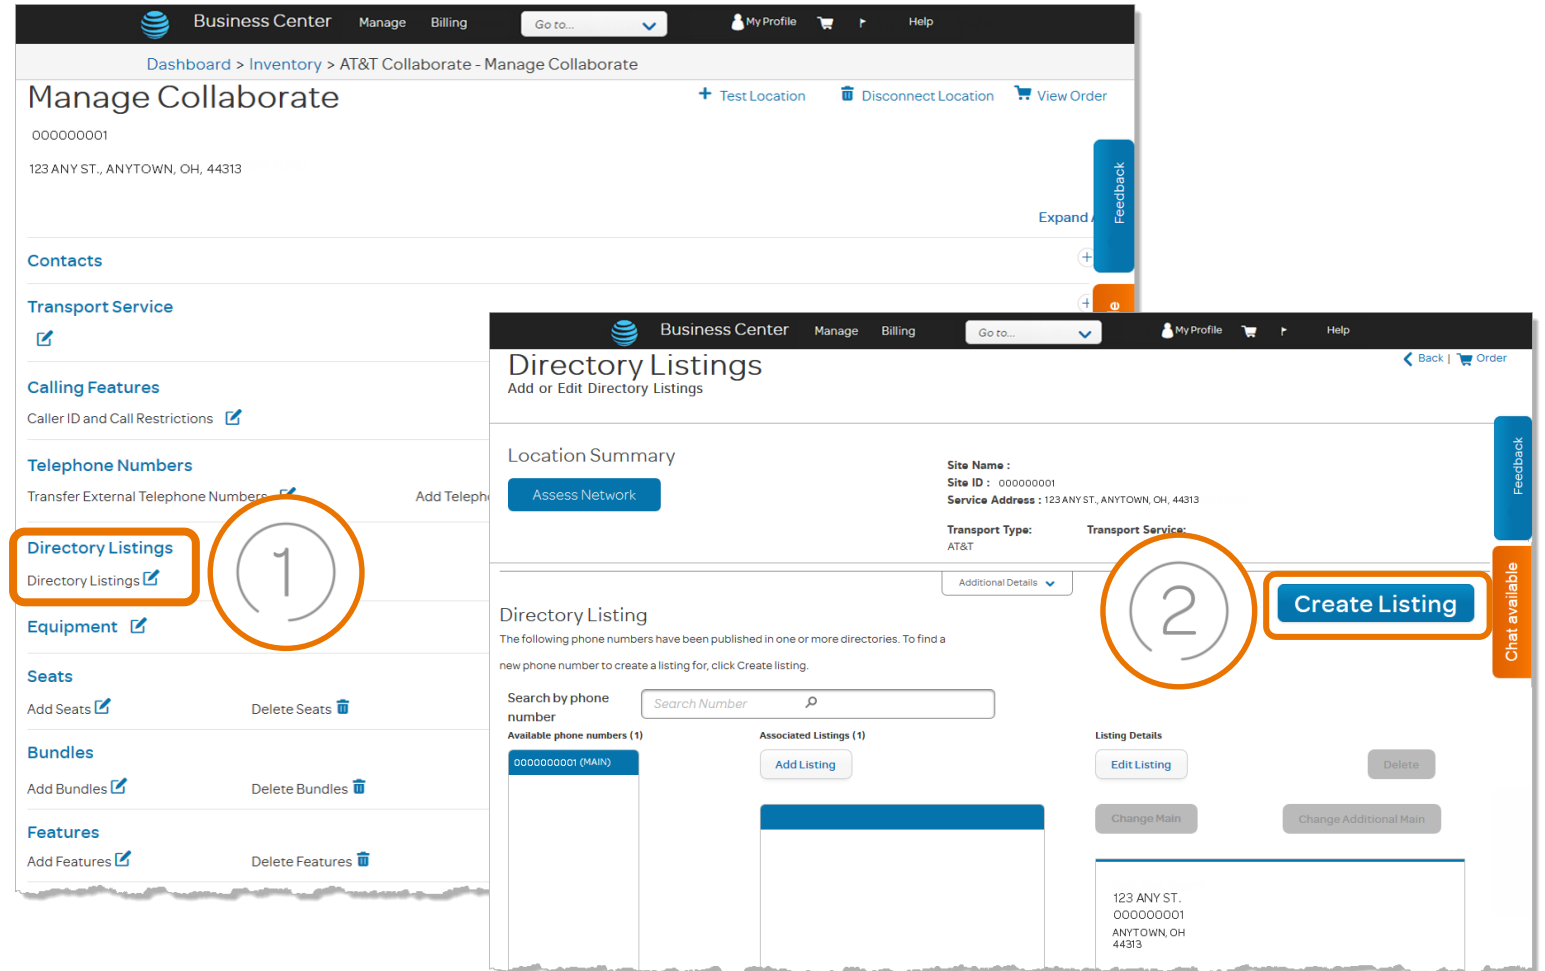 Business Center Manage Billing Go to... My Profile Help
Dashboard > Inventory > AT&T Collaborate - Manage Collaborate
Manage Collaborate
Test Location Disconnect Location View Order
000000001
123 ANY ST., ANYTOWN, OH, 44313
Feedback
Expand
Contacts
Transport Service
Calling Features
Caller ID and Call Restrictions
Telephone Numbers
Transfer External Telephone Numbers Add Teleph
Directory Listings
Directory Listings
1
Equipment
Seats
Add Seats Delete Seats
Bundles
Add Bundles Delete Bundles
Features
Add Features Delete Features
Business Center Manage Billing Go to... My Profile Help
Directory Listings
Back | Order
Add or Edit Directory Listings
Feedback
Location Summary
Assess Network
Site Name :
Site ID : 000000001
Service Address : 123 ANY ST., ANYTOWN, OH, 44313
Transport Type: Transport Service:
AT&T
Additional Details
2
Create Listing
Chat available
Directory Listing
The following phone numbers have been published in one or more directories. To find a
new phone number to create a listing for, click Create listing.
Search by phone
number
Search Number
Available phone numbers (1) Associated Listings (1) Listing Details
0000000001 (MAIN) Add Listing Edit Listing Delete
Change Main Change Additional Main
123 ANY ST.
000000001
ANYTOWN, OH
44313